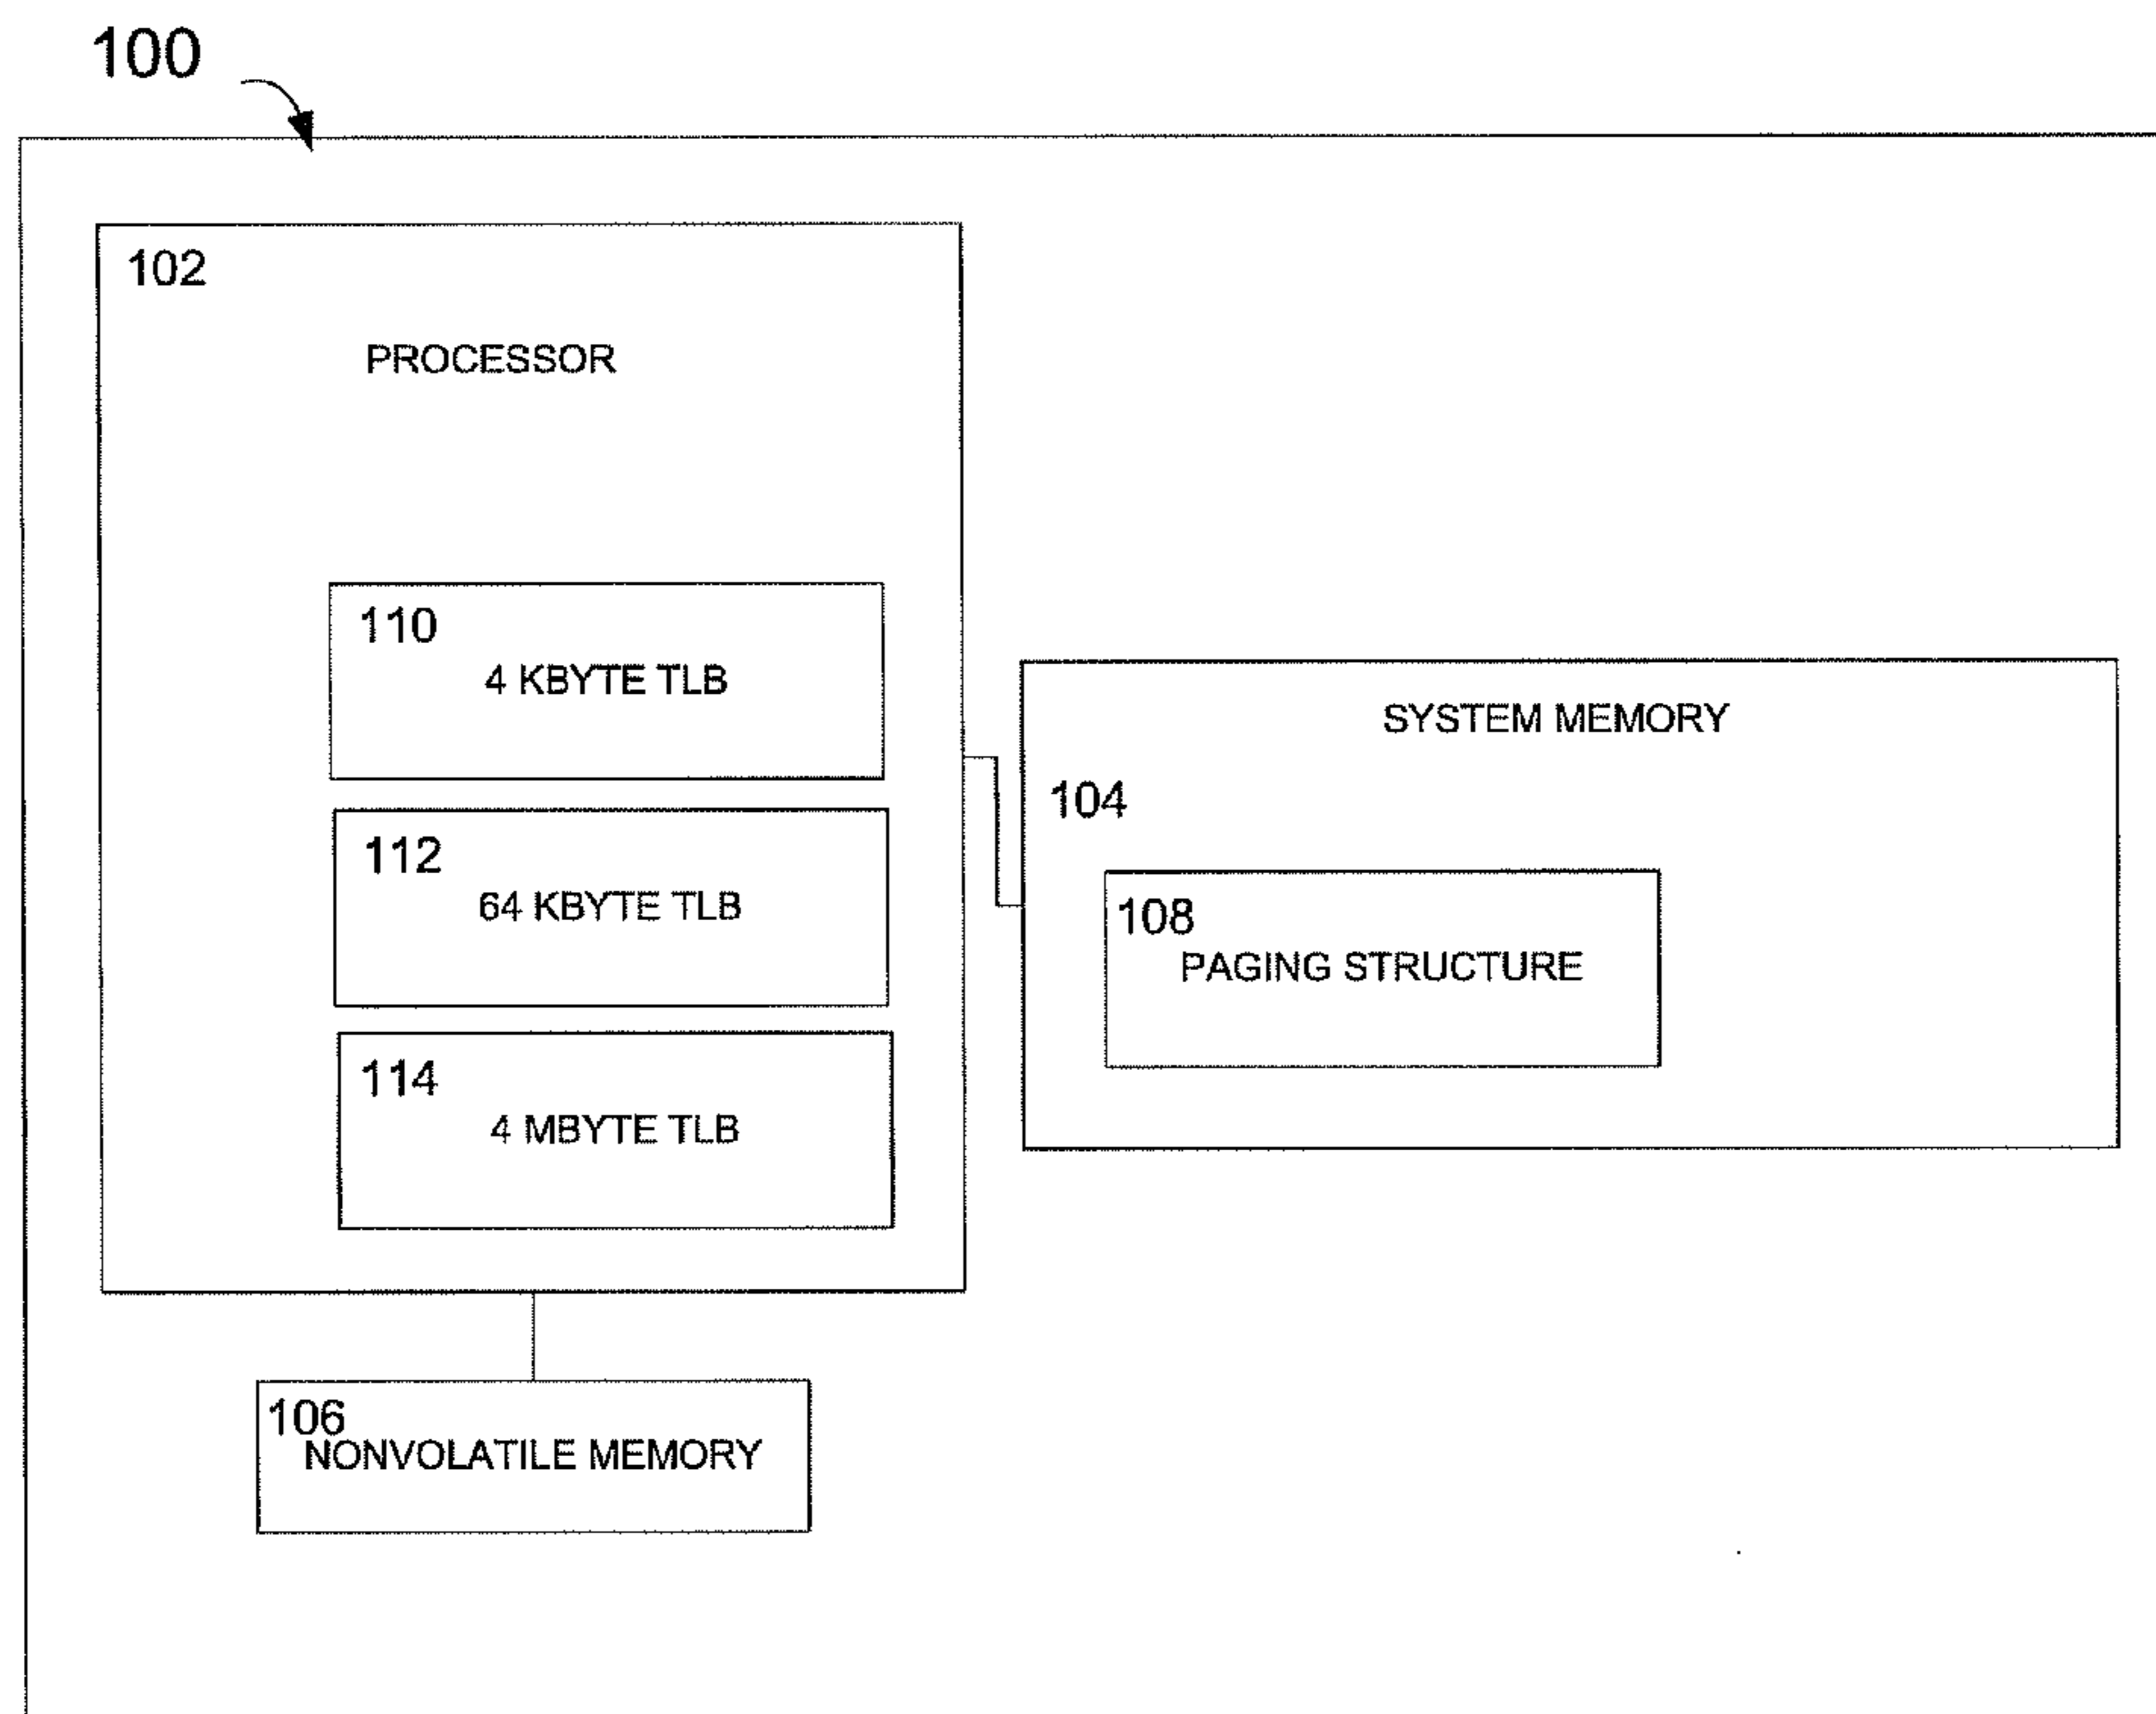 100
102
PROCESSOR
110
4 KBYTE TLB
112
64 KBYTE TLB
114
4 MBYTE TLB
SYSTEM MEMORY
104
108
PAGING STRUCTURE
106
NONVOLATILE MEMORY